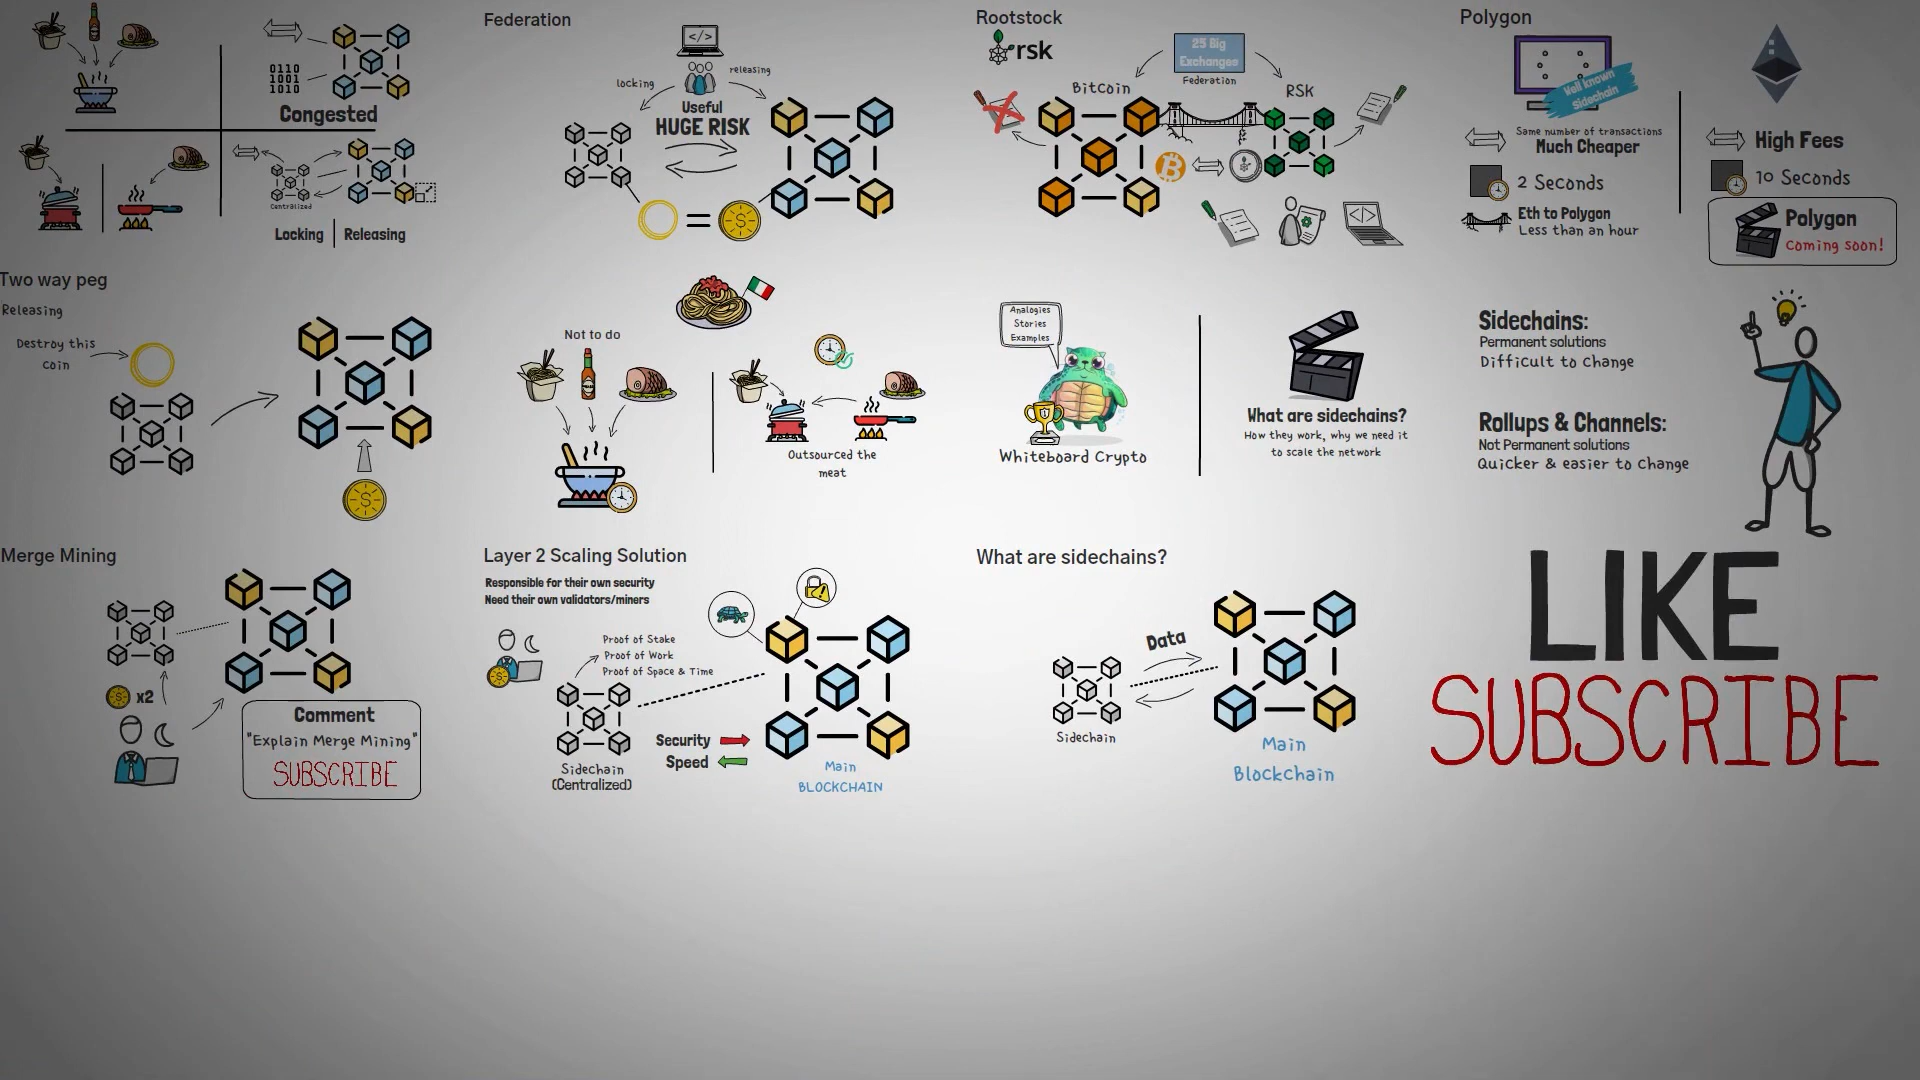 0110
1001
1010
Congested
Centralized
Locking
Releasing
Federation
</>
locking
releasing
Useful
HUGE RISK
Rootstock
rsk
25 Big
Exchanges
Federation
Bitcoin
RSK
</>
Polygon
Well known
Sidechain
Same number of transactions
Much Cheaper
2 Seconds
Eth to Polygon
Less than an hour
High Fees
10 Seconds
Polygon
Coming soon!
Two way peg
Releasing
Destroy this
coin
Not to do
Outsourced the
meat
Analogies
Stories
Examples
Whiteboard Crypto
What are sidechains?
How they work, why we need it
to scale the network
Sidechains:
Permanent solutions
Difficult to Change
Rollups & Channels:
Not Permanent solutions
Quicker & easier to Change
Merge Mining
x2
Comment
"Explain Merge Mining"
SUBSCRIBE
Layer 2 Scaling Solution
Responsible for their own security
Need their own validators/miners
Proof of Stake
Proof of Work
Proof of Space & Time
Security
Speed
Sidechain
(Centralized)
Main
BLOCKCHAIN
What are sidechains?
Data
Sidechain
Main
Blockchain
LIKE
SUBSCRIBE